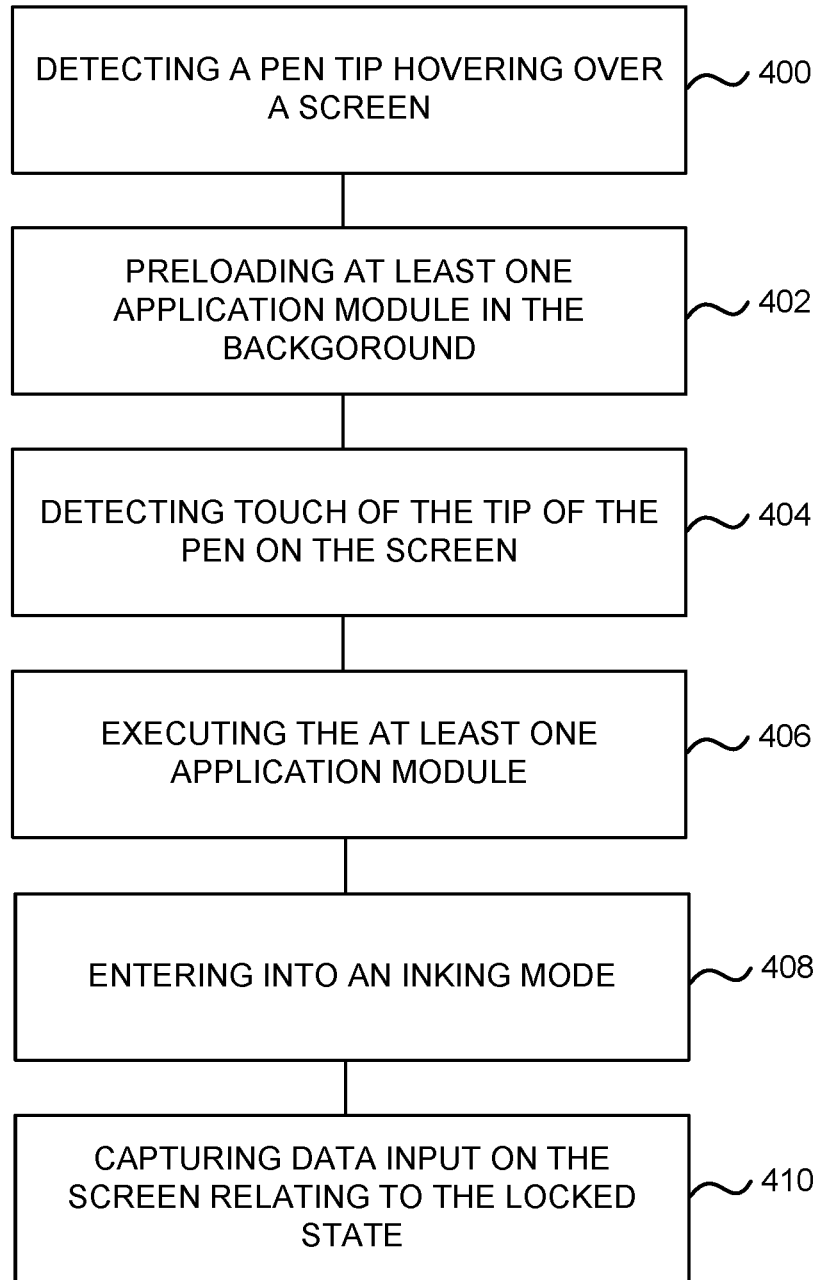 DETECTING A PEN TIP HOVERING OVER
A SCREEN
400
PRELOADING AT LEAST ONE
APPLICATION MODULE IN THE
BACKGOROUND
402
DETECTING TOUCH OF THE TIP OF THE
PEN ON THE SCREEN
404
EXECUTING THE AT LEAST ONE
APPLICATION MODULE
406
ENTERING INTO AN INKING MODE
408
CAPTURING DATA INPUT ON THE
SCREEN RELATING TO THE LOCKED
STATE
410